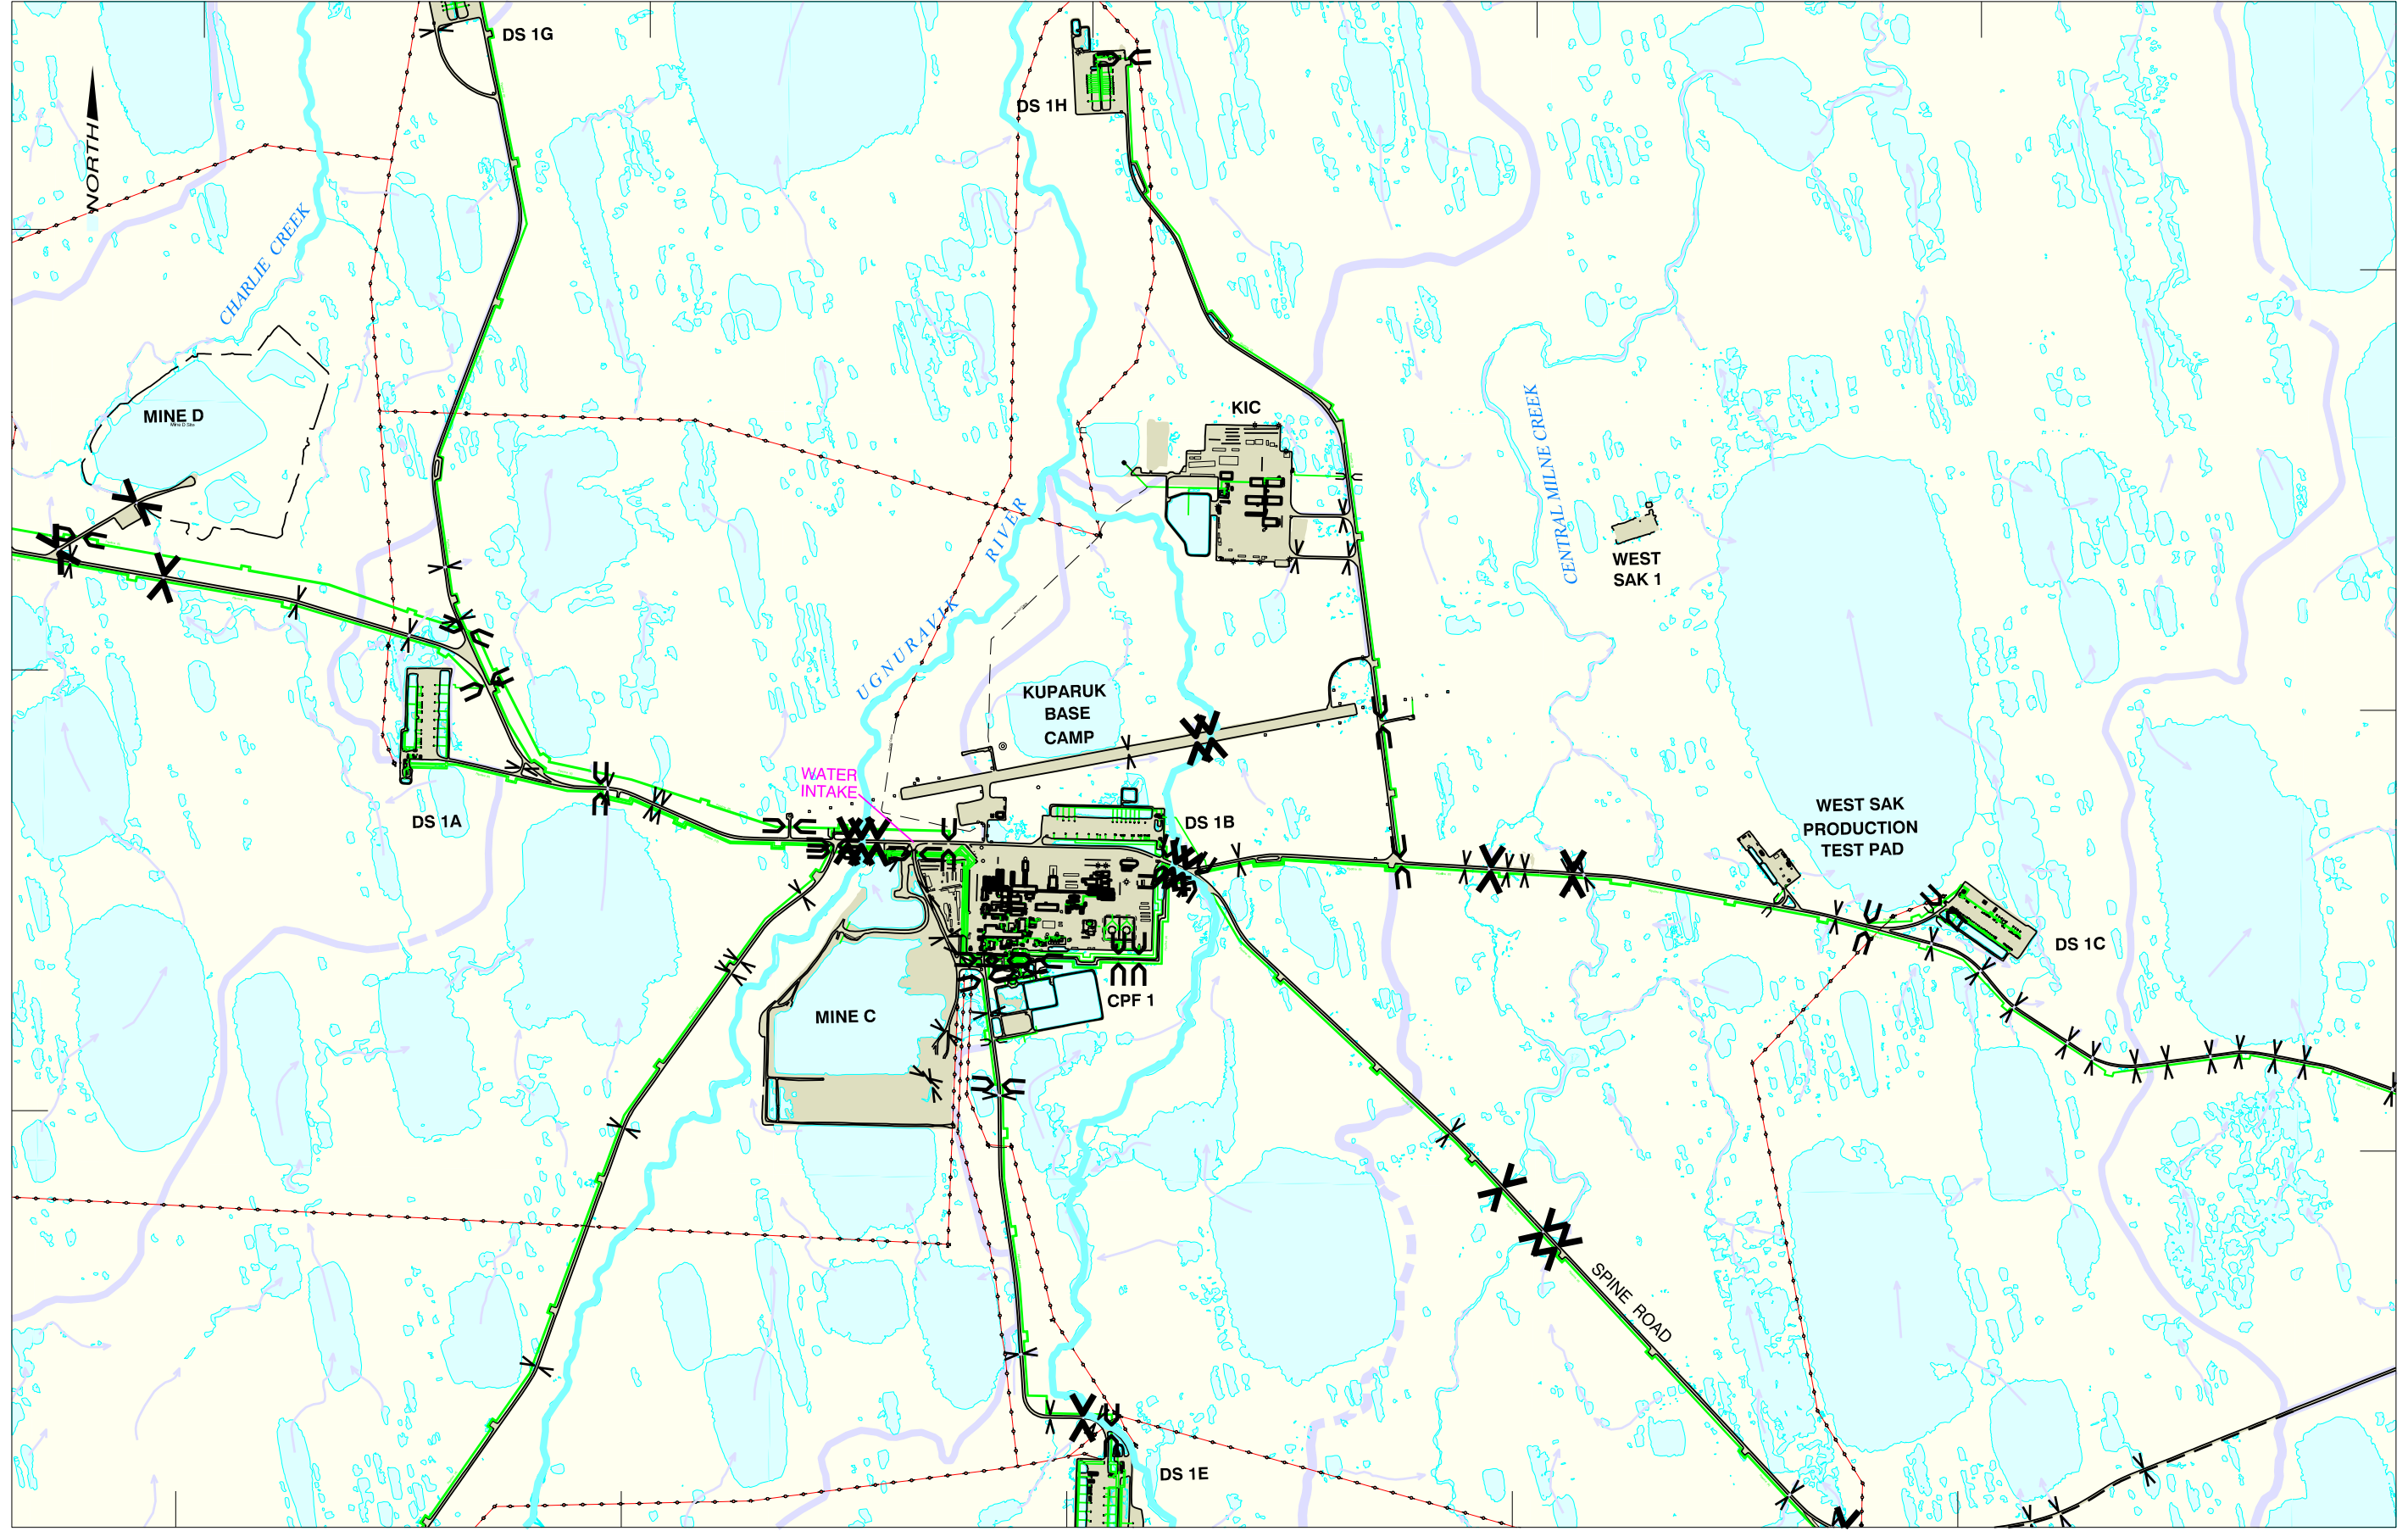 DS 1G
DS 1H
NORTH
CHARLIE CREEK
MINE D
Mine D Site
KIC
CENTRAL MILNE CREEK
WEST
SAK 1
UGNURAVIK RIVER
KUPARUK
BASE
CAMP
WATER
INTAKE
DS 1A
DS 1B
WEST SAK
PRODUCTION
TEST PAD
DS 1C
CPF 1
MINE C
SPINE ROAD
DS 1E